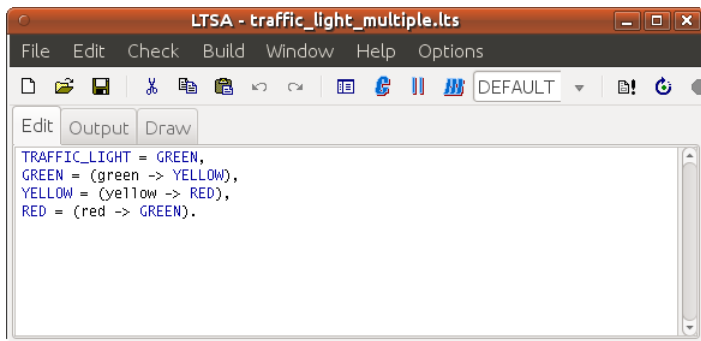 LTSA - traffic_light_multiple.lts
File Edit Check Build Window Help Options
DEFAULT
Edit Output Draw
TRAFFIC_LIGHT = GREEN,
GREEN = (green -> YELLOW),
YELLOW = (yellow -> RED),
RED = (red -> GREEN).